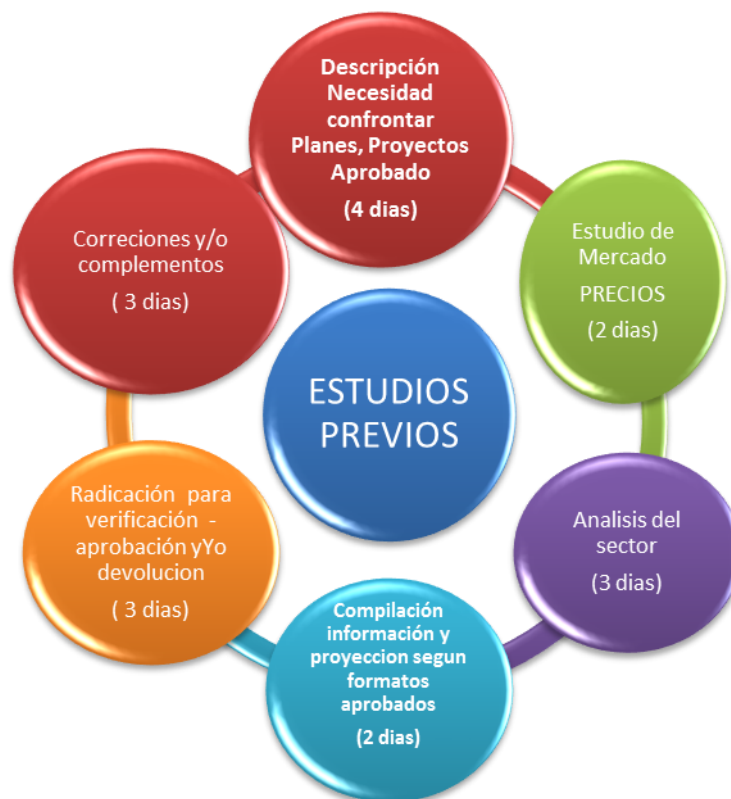 Descripción
Necesidad
confrontar
Planes, Proyectos
Aprobado
(4 dias)
Estudio de
Mercado
PRECIOS
(2 dias)
Analisis del
sector
(3 dias)
Compilación
información y
proyeccion segun
formatos
aprobados
(2 dias)
Radicación para
verificación -
aprobación yYo
devolucion
( 3 dias)
Correciones y/o
complementos
( 3 dias)
ESTUDIOS
PREVIOS